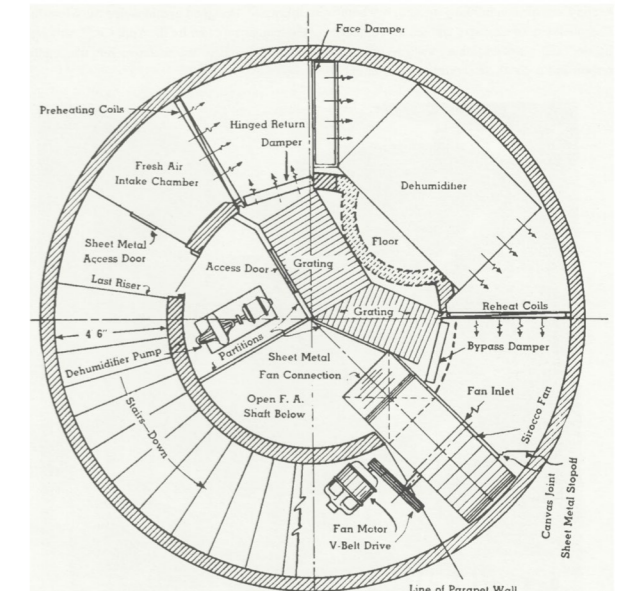 Face Damper
Preheating Coils
Hinged Return
Damper
Fresh Air
Intake Chamber
Dehumidifier
Sheet Metal
Access Door
Floor
Access Door
Grating
Last Riser
Grating
Reheat Coils
4 6"
Partitions
Bypass Damper
Dehumidifier Pump
Sheet Metal
Fan Connection
Fan Inlet
Open F. A.
Shaft Below
Sirocco Fan
Stairs—Down
Canvas Joint
Sheet Metal Stopoff
Fan Motor
V-Belt Drive
Line of Parapet Wall